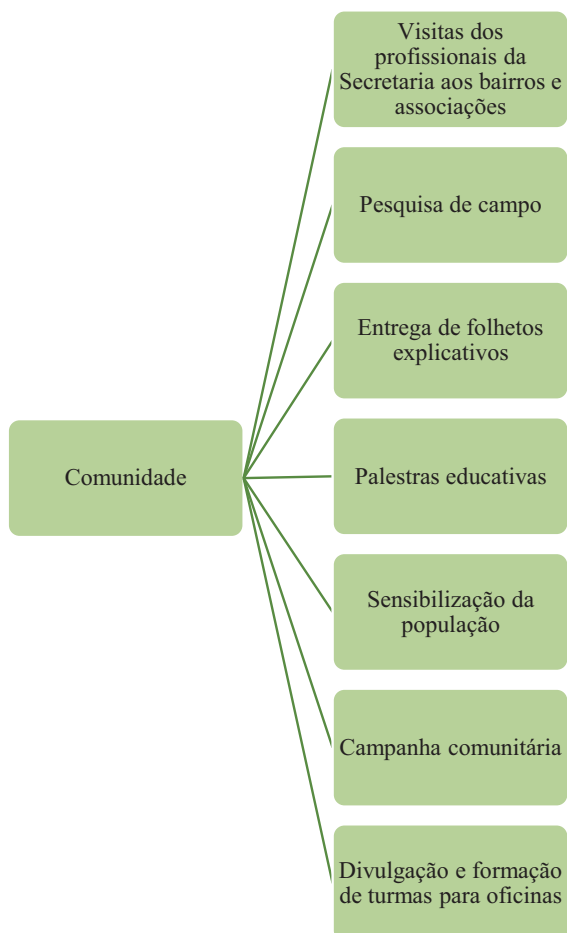 Visitas dos
profissionais da
Secretaria aos bairros e
associações
Pesquisa de campo
Entrega de folhetos
explicativos
Comunidade
Palestras educativas
Sensibilização da
população
Campanha comunitária
Divulgação e formação
de turmas para oficinas